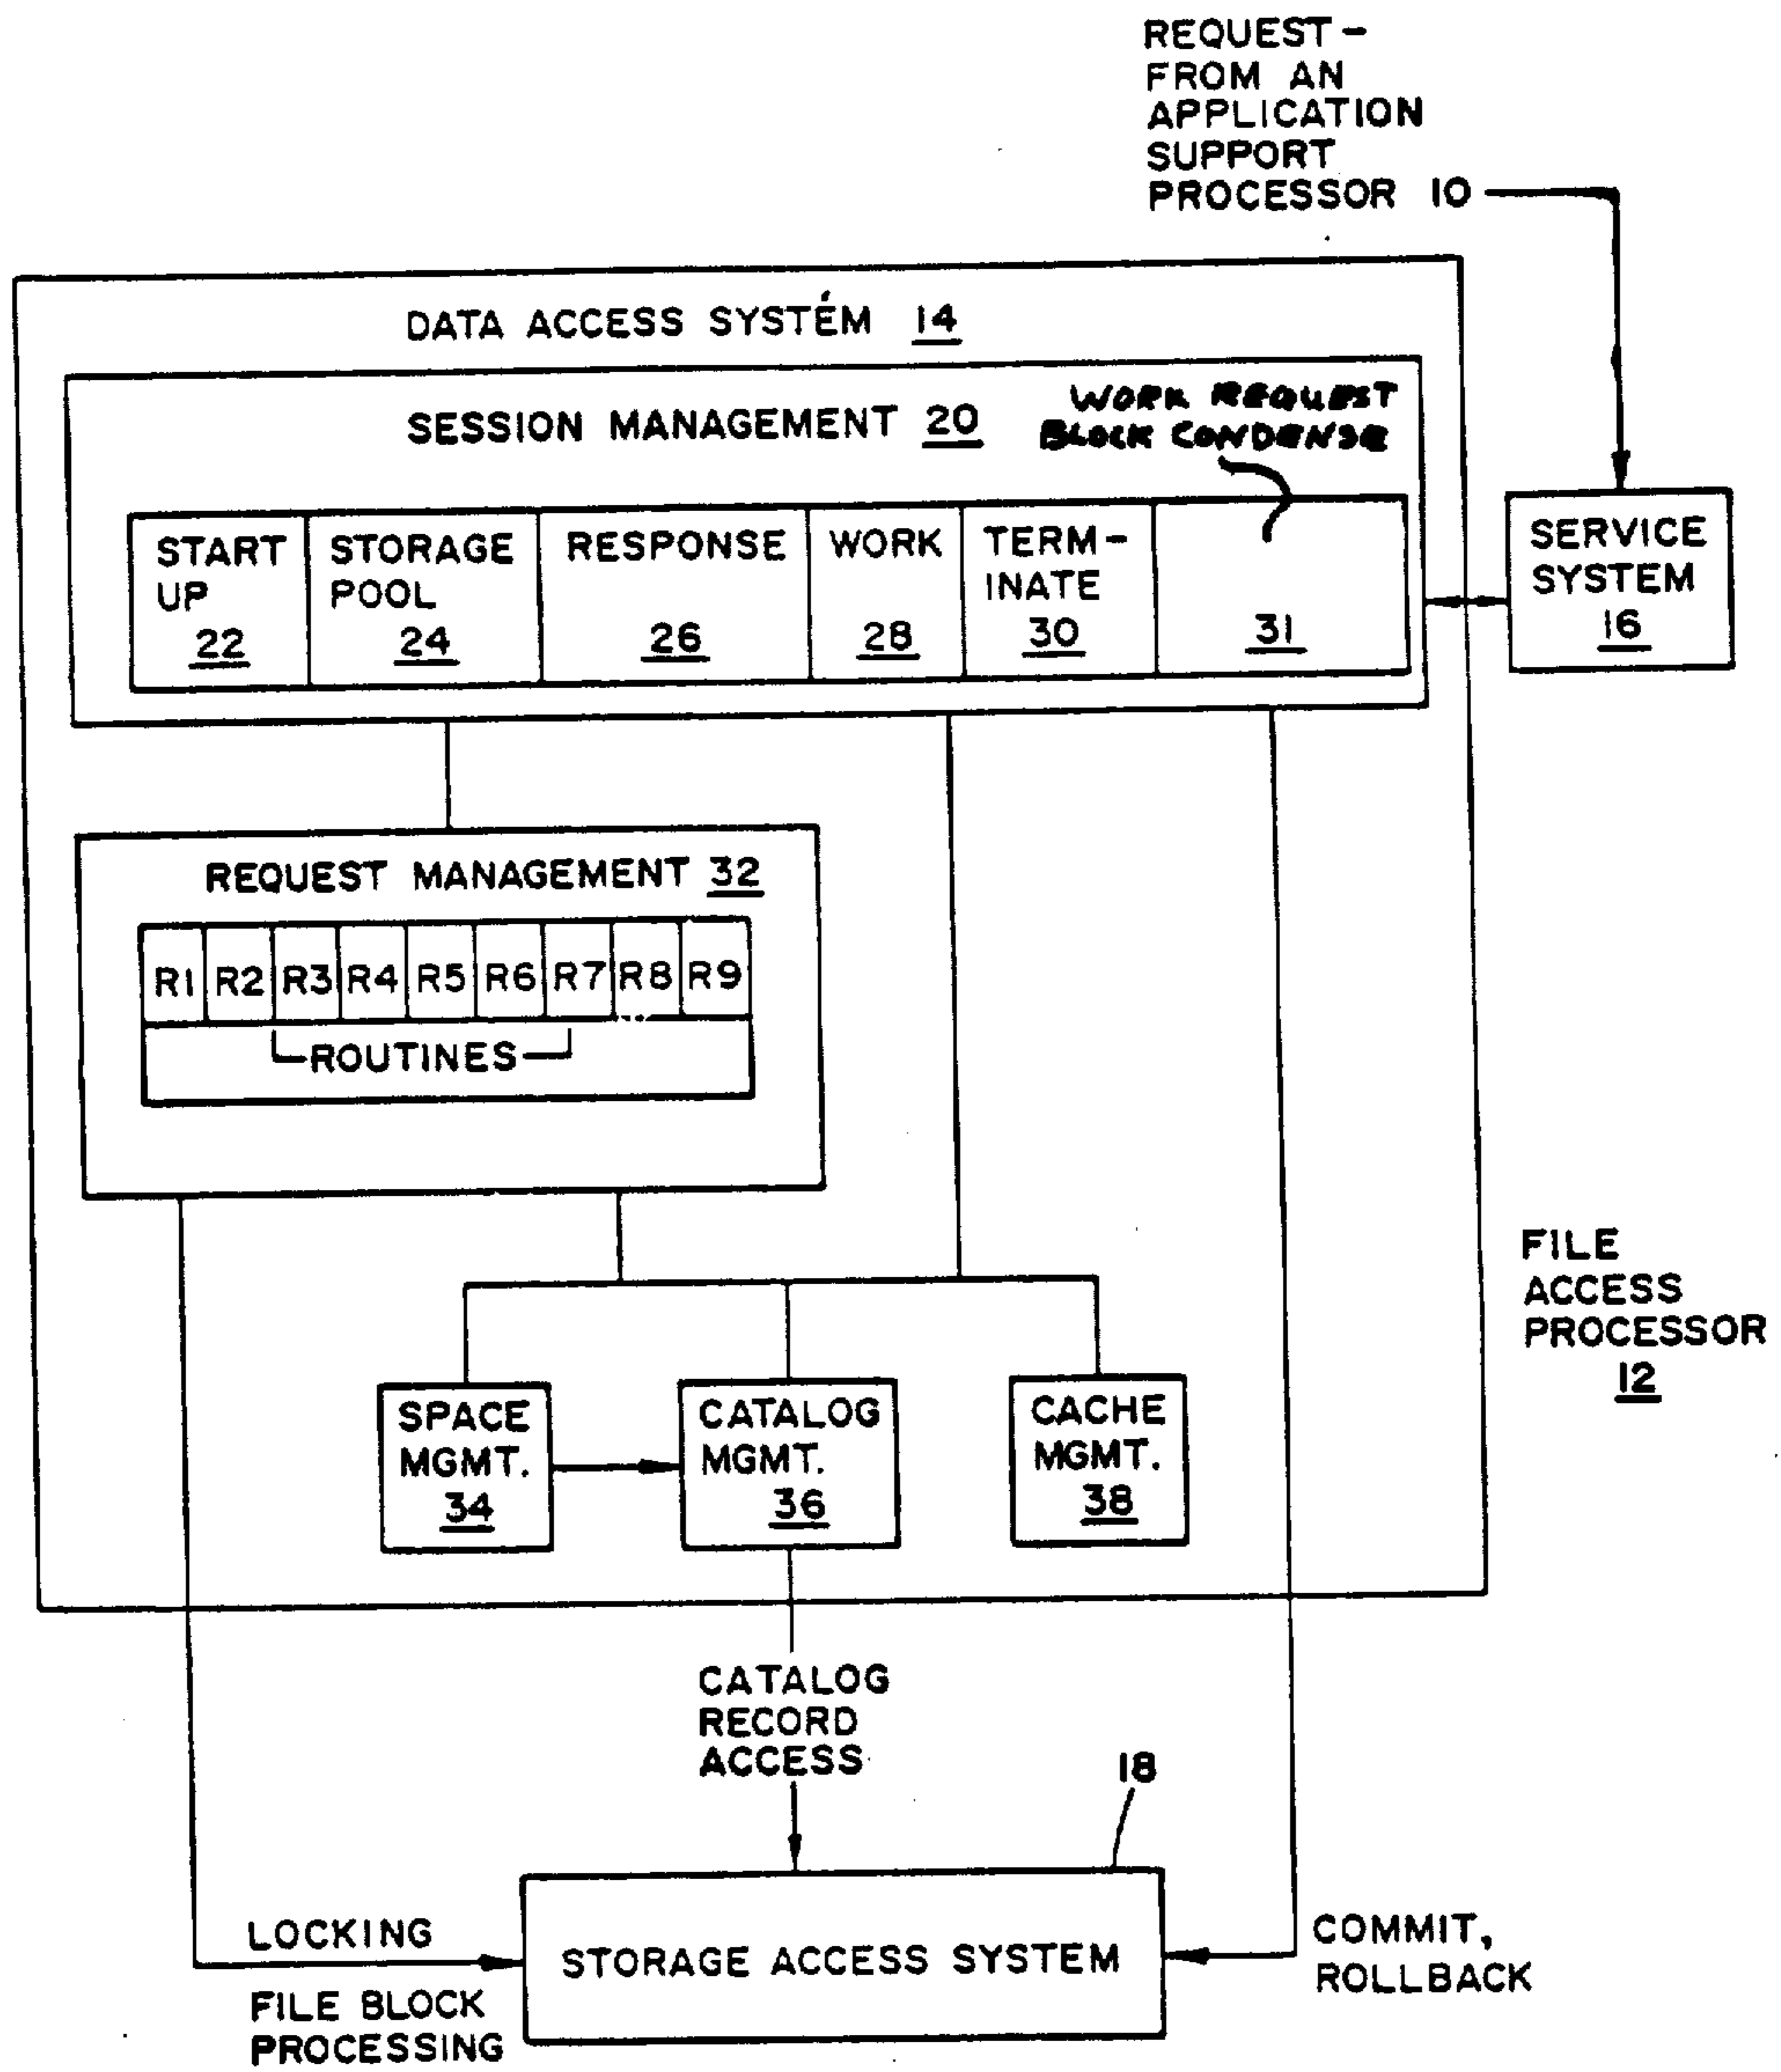 REQUEST-
FROM AN
APPLICATION
SUPPORT
PROCESSOR 10
DATA ACCESS SYSTEM 14
SESSION MANAGEMENT 20
WORK REQUEST
BLOCK CONDENSE
START
UP
22
STORAGE
POOL
24
RESPONSE
26
WORK
28
TERM-
INATE
30
31
SERVICE
SYSTEM
16
REQUEST MANAGEMENT 32
R1 R2 R3 R4 R5 R6 R7 R8 R9
ROUTINES
FILE
ACCESS
PROCESSOR
12
SPACE
MGMT.
34
CATALOG
MGMT.
36
CACHE
MGMT.
38
CATALOG
RECORD
ACCESS
18
STORAGE ACCESS SYSTEM
LOCKING
FILE BLOCK
PROCESSING
COMMIT,
ROLLBACK